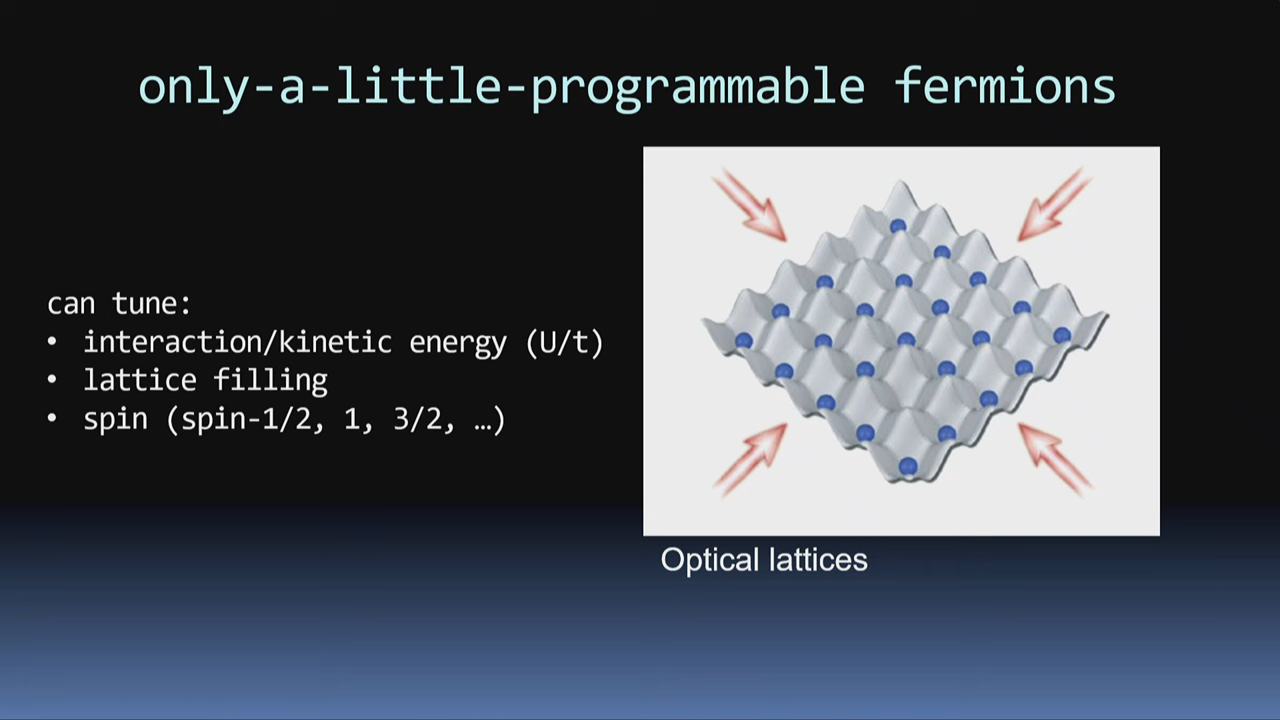 only-a-little-programmable fermions
can tune:
• interaction/kinetic energy (U/t)
• lattice filling
• spin (spin-1/2, 1, 3/2, …)
Optical lattices